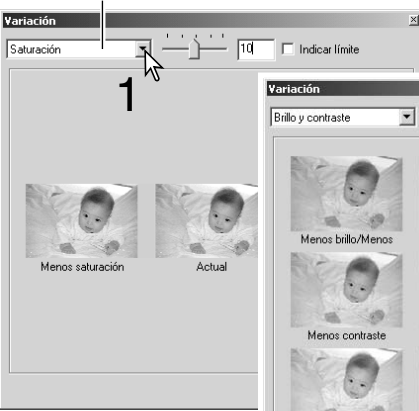 Variación
Saturación 10 Indicar límite
1
Menos saturación Actual
Variación
Brillo y contraste
Menos brillo/Menos
Menos contraste